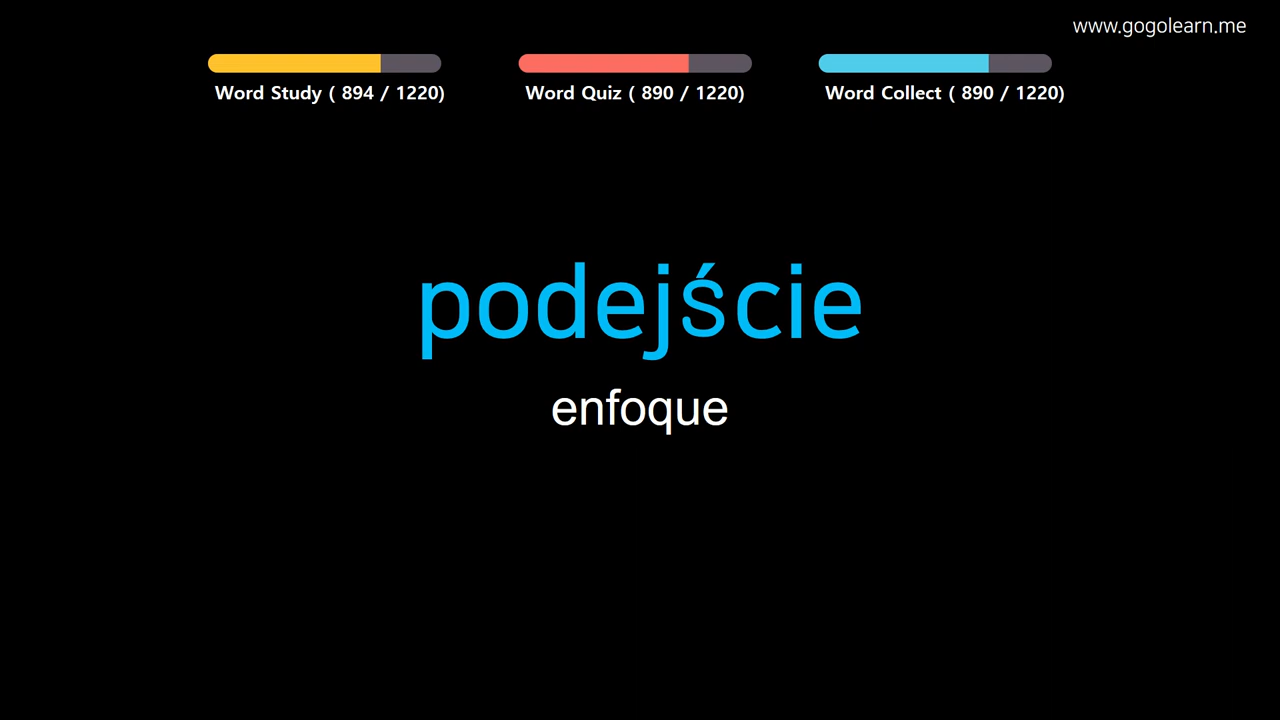 www.gogolearn.me
Word Study ( 894 / 1220)
Word Quiz ( 890 / 1220)
Word Collect ( 890 / 1220)
podejście
enfoque